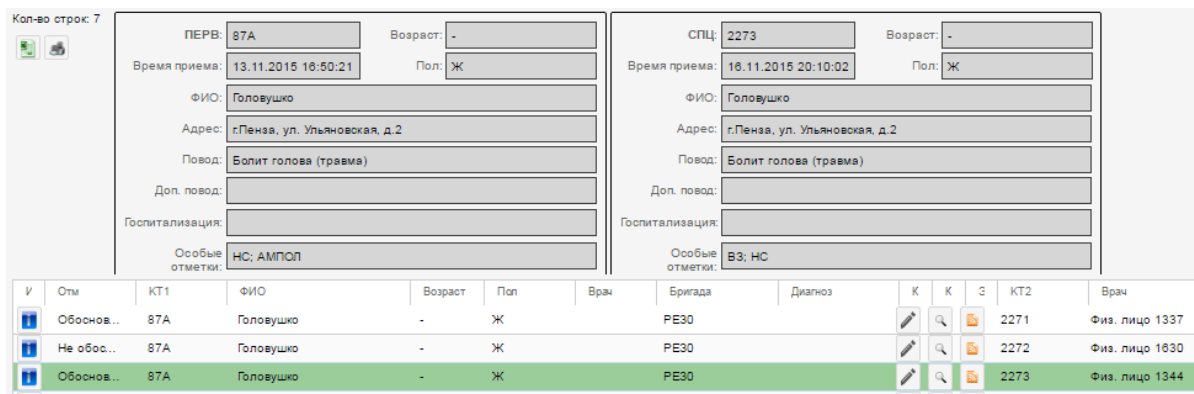 Кол-во строк: 7
ПЕРВ: 87А Возраст: - СПЦ: 2273 Возраст: -
Время приема: 13.11.2015 16:50:21 Пол: Ж Время приема: 16.11.2015 20:10:02 Пол: Ж
ФИО: Головушко ФИО: Головушко
Адрес: г.Пенза, ул. Ульяновская, д.2 Адрес: г.Пенза, ул. Ульяновская, д.2
Повод: Болит голова (травма) Повод: Болит голова (травма)
Доп. повод: Доп. повод:
Госпитализация: Госпитализация:
Особые отметки: НС; АМПОЛ Особые отметки: ВЗ; НС
И Отм КТ1 ФИО Возраст Пол Врач Бригада Диагноз К К Э КТ2 Врач
Обоснов... 87А Головушко - Ж РЕ30 2271 Физ. лицо 1337
Не обос... 87А Головушко - Ж РЕ30 2272 Физ. лицо 1630
Обоснов... 87А Головушко - Ж РЕ30 2273 Физ. лицо 1344